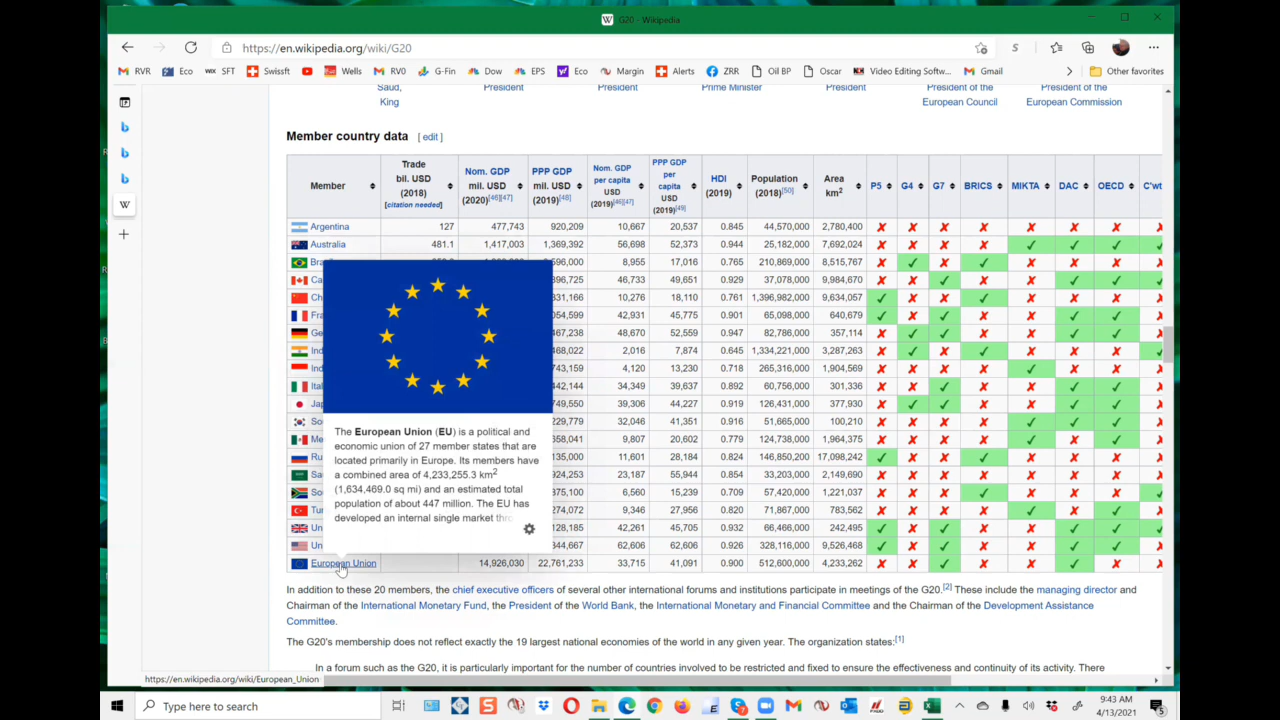 G20 - Wikipedia
https://en.wikipedia.org/wiki/G20
RVR Eco SFT Swissft Wells RV0 G-Fin Dow EPS Eco Margin Alerts ZRR Oil BP Oscar Video Editing Softw... Gmail Other favorites
Saud, President President Prime Minister President President of the President of the
King European Council European Commission
Member country data [ edit ]
Member
Trade bil. USD (2018) [citation needed]
Nom. GDP mil. USD (2020)[46][47]
PPP GDP mil. USD (2019)[48]
Nom. GDP per capita USD (2019)[46][47]
PPP GDP per capita USD (2019)[49]
HDI (2019)
Population (2018)[50]
Area km2
P5 G4 G7 BRICS MIKTA DAC OECD C'wt
Argentina 127 477,743 920,209 10,667 20,537 0.845 44,570,000 2,780,400 ✗ ✗ ✗ ✗ ✗ ✗ ✗ ✗
Australia 481.1 1,417,003 1,369,392 56,698 52,373 0.944 25,182,000 7,692,024 ✗ ✗ ✗ ✗ ✓ ✓ ✓ ✓
8,955 17,016 0.765 210,869,000 8,515,767 ✗ ✓ ✗ ✓ ✗ ✗ ✗ ✗
46,733 49,651 0.929 37,078,000 9,984,670 ✗ ✗ ✓ ✗ ✗ ✓ ✓ ✓
10,276 18,110 0.761 1,396,982,000 9,634,057 ✓ ✗ ✗ ✓ ✗ ✗ ✗ ✗
42,931 45,775 0.901 65,098,000 640,679 ✓ ✗ ✓ ✗ ✗ ✓ ✓ ✗
48,670 52,559 0.947 82,786,000 357,114 ✗ ✓ ✓ ✗ ✗ ✓ ✓ ✗
2,016 7,874 0.645 1,334,221,000 3,287,263 ✗ ✓ ✗ ✓ ✗ ✗ ✗ ✓
4,120 13,230 0.718 265,316,000 1,904,569 ✗ ✗ ✗ ✗ ✓ ✗ ✗ ✗
34,349 39,637 0.892 60,756,000 301,336 ✗ ✗ ✓ ✗ ✗ ✓ ✓ ✗
39,306 44,227 0.919 126,431,000 377,930 ✗ ✓ ✓ ✗ ✗ ✓ ✓ ✗
32,046 41,351 0.916 51,665,000 100,210 ✗ ✗ ✗ ✗ ✓ ✓ ✓ ✗
9,807 20,602 0.779 124,738,000 1,964,375 ✗ ✗ ✗ ✗ ✓ ✗ ✓ ✗
11,601 28,184 0.824 146,850,200 17,098,242 ✓ ✗ ✗ ✓ ✗ ✗ ✗ ✗
23,187 55,944 0.854 33,203,000 2,149,690 ✗ ✗ ✗ ✗ ✗ ✗ ✗ ✗
6,560 15,239 0.709 57,420,000 1,221,037 ✗ ✗ ✗ ✓ ✗ ✗ ✗ ✓
9,346 27,956 0.820 71,867,000 783,562 ✗ ✗ ✗ ✗ ✓ ✗ ✓ ✗
42,261 45,705 0.932 66,466,000 242,495 ✓ ✗ ✓ ✗ ✗ ✓ ✓ ✓
62,606 62,606 0.926 328,116,000 9,526,468 ✓ ✗ ✓ ✗ ✗ ✓ ✓ ✗
European Union 14,926,030 22,761,233 33,715 41,091 0.900 512,600,000 4,233,262 ✗ ✗ ✓ ✗ ✗ ✓ ✗ ✗
The European Union (EU) is a political and
economic union of 27 member states that are
located primarily in Europe. Its members have
a combined area of 4,233,255.3 km2
(1,634,469.0 sq mi) and an estimated total
population of about 447 million. The EU has
developed an internal single market
In addition to these 20 members, the chief executive officers of several other international forums and institutions participate in meetings of the G20.[2] These include the managing director and
Chairman of the International Monetary Fund, the President of the World Bank, the International Monetary and Financial Committee and the Chairman of the Development Assistance
Committee.
The G20's membership does not reflect exactly the 19 largest national economies of the world in any given year. The organization states:[1]
In a forum such as the G20, it is particularly important for the number of countries involved to be restricted and fixed to ensure the effectiveness and continuity of its activity. There
https://en.wikipedia.org/wiki/European_Union
Type here to search
9:43 AM
4/13/2021